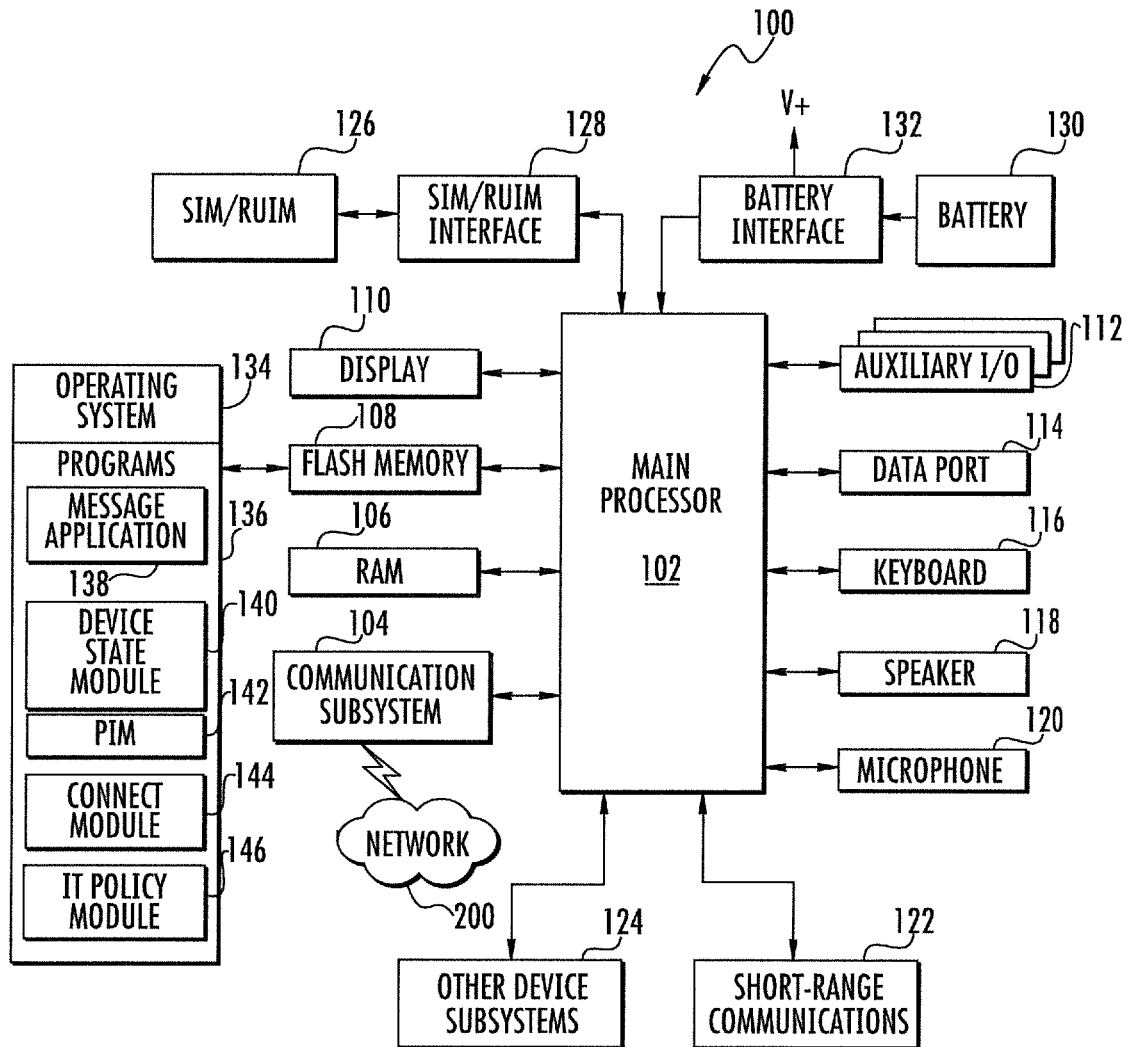 100
V+
126
128
132
130
SIM/RUIM
SIM/RUIM
INTERFACE
BATTERY
INTERFACE
BATTERY
110
DISPLAY
112
AUXILIARY I/O
OPERATING
SYSTEM
134
108
FLASH MEMORY
114
DATA PORT
PROGRAMS
MESSAGE
APPLICATION
136
138
MAIN
PROCESSOR
102
106
RAM
116
KEYBOARD
DEVICE
STATE
MODULE
140
104
COMMUNICATION
SUBSYSTEM
118
SPEAKER
142
PIM
120
MICROPHONE
CONNECT
MODULE
144
NETWORK
200
IT POLICY
MODULE
146
124
OTHER DEVICE
SUBSYSTEMS
122
SHORT-RANGE
COMMUNICATIONS